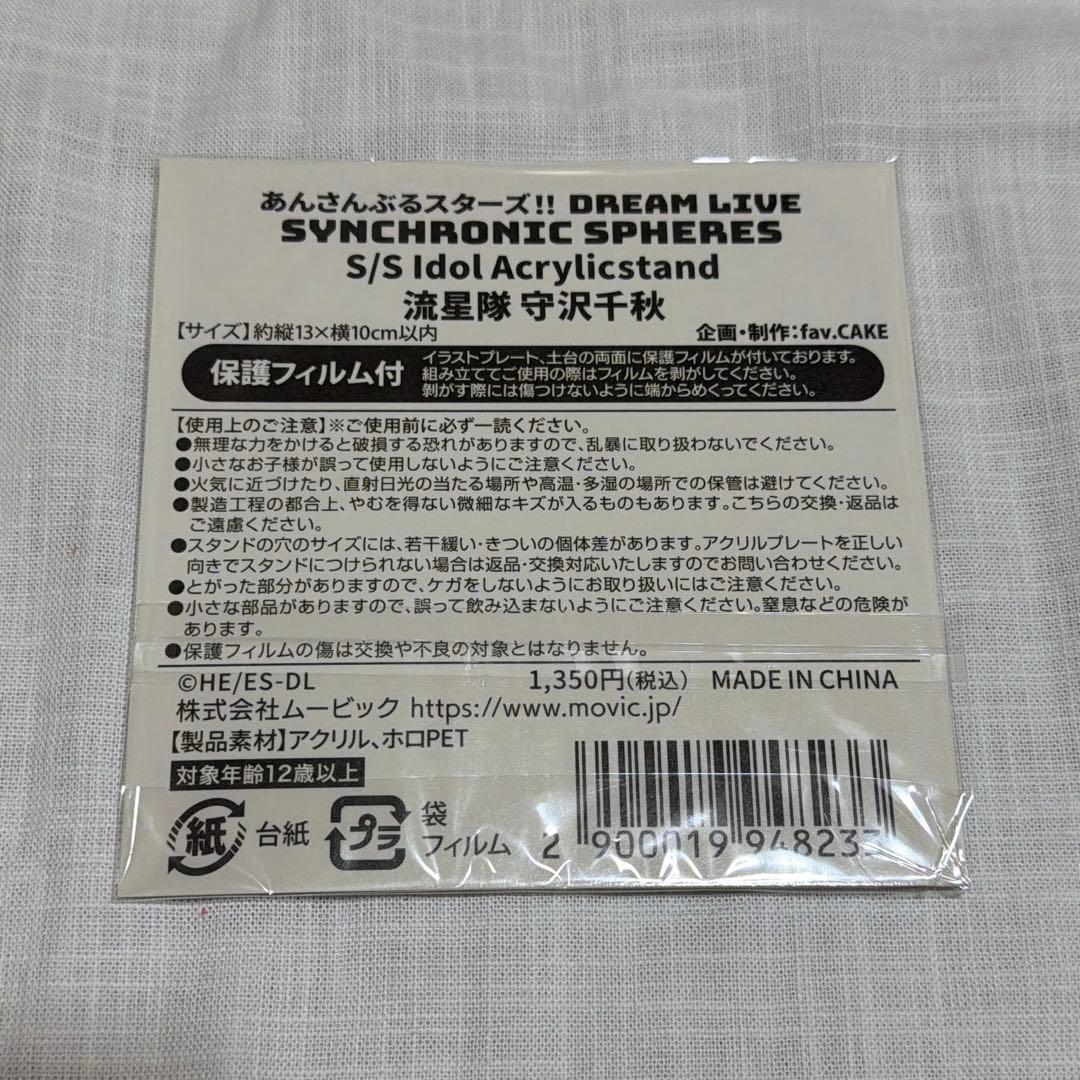 あんさんぶるスターズ!! DREAM LIVE
SYNCHRONIC SPHERES
S/S Idol Acrylicstand
流星隊 守沢千秋
【サイズ】約縦13×横10cm以内 企画・制作:fav.CAKE
保護フィルム付
イラストプレート、土台の両面に保護フィルムが付いております。
組み立ててご使用の際はフィルムを剥がしてください。
剥がす際には傷つけないように端からめくってください。
【使用上のご注意】※ご使用前に必ず一読ください。
●無理な力をかけると破損する恐れがありますので、乱暴に取り扱わないでください。
●小さなお子様が誤って使用しないようにご注意ください。
●火気に近づけたり、直射日光の当たる場所や高温・多湿の場所での保管は避けてください。
●製造工程の都合上、やむを得ない微細なキズが入るものもあります。こちらの交換・返品は
ご遠慮ください。
●スタンドの穴のサイズには、若干緩い・きついの個体差があります。アクリルプレートを正しい
向きでスタンドにつけられない場合は返品・交換対応いたしますのでお問い合わせください。
●とがった部分がありますので、ケガをしないようにお取り扱いにはご注意ください。
●小さな部品がありますので、誤って飲み込まないようにご注意ください。窒息などの危険が
あります。
●保護フィルムの傷は交換や不良の対象とはなりません。
©HE/ES-DL 1,350円(税込) MADE IN CHINA
株式会社ムービック https://www.movic.jp/
【製品素材】アクリル、ホロPET
対象年齢12歳以上
紙 台紙 プラ 袋
フィルム
2 900019 948233